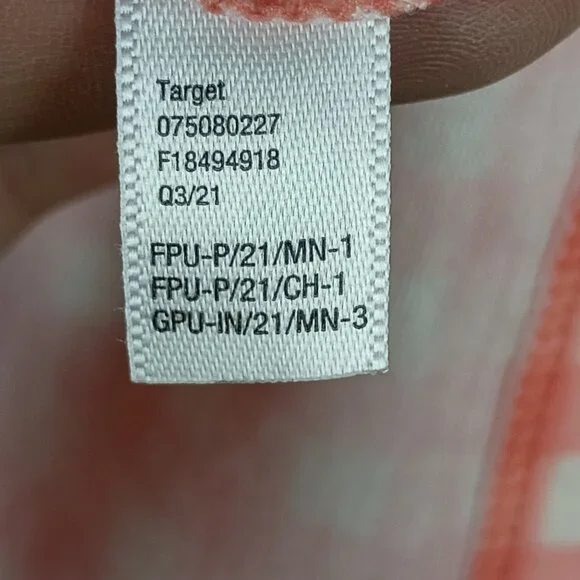 Target
075080227
F18494918
Q3/21
FPU-P/21/MN-1
FPU-P/21/CH-1
GPU-IN/21/MN-3